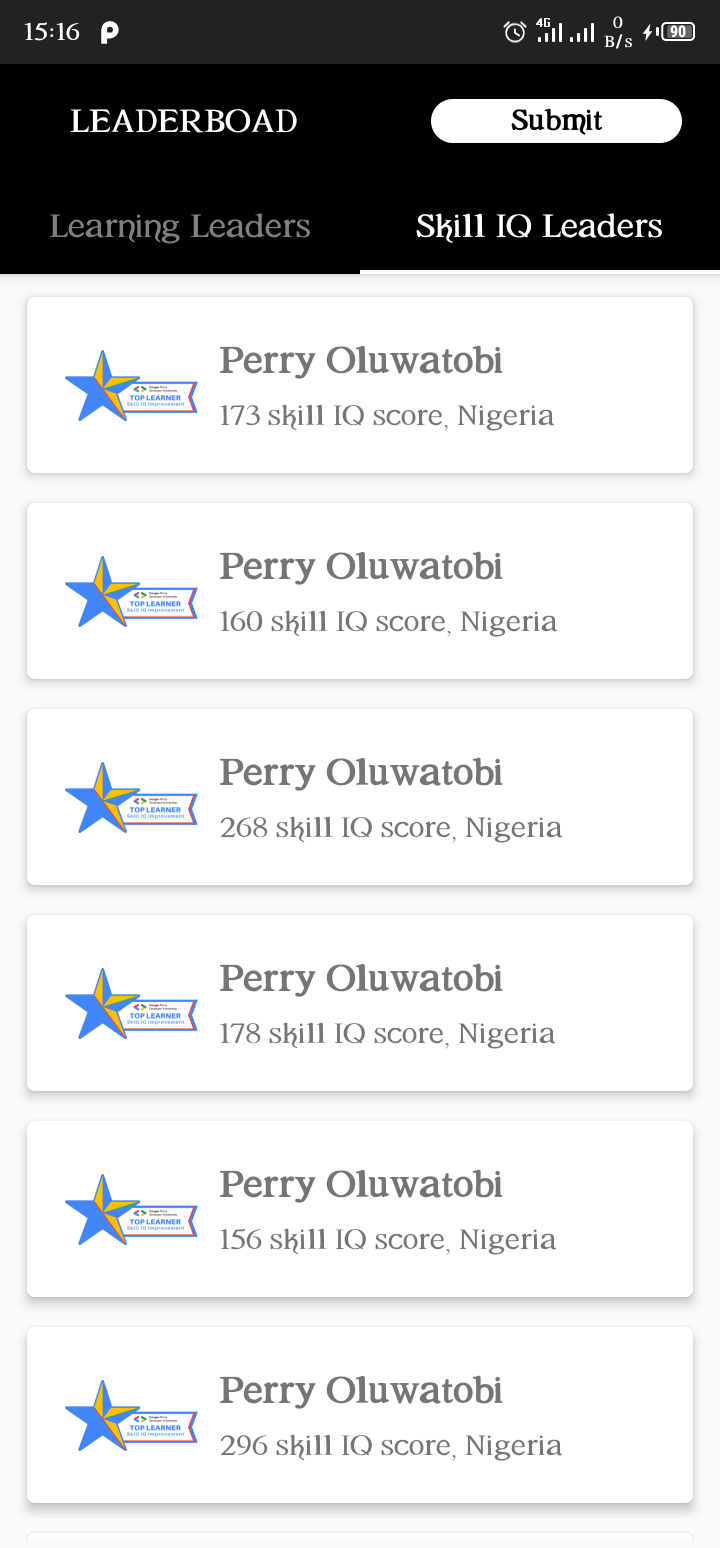 15:16
4G
0
B/s
90
LEADERBOAD
Submit
Learning Leaders
Skill IQ Leaders
Perry Oluwatobi
Google Africa
Developer Scholarship
TOP LEARNER
Skill IQ Improvement
173 skill IQ score, Nigeria
Perry Oluwatobi
Google Africa
Developer Scholarship
TOP LEARNER
Skill IQ Improvement
160 skill IQ score, Nigeria
Perry Oluwatobi
Google Africa
Developer Scholarship
TOP LEARNER
Skill IQ Improvement
268 skill IQ score, Nigeria
Perry Oluwatobi
Google Africa
Developer Scholarship
TOP LEARNER
Skill IQ Improvement
178 skill IQ score, Nigeria
Perry Oluwatobi
Google Africa
Developer Scholarship
TOP LEARNER
Skill IQ Improvement
156 skill IQ score, Nigeria
Perry Oluwatobi
Google Africa
Developer Scholarship
TOP LEARNER
Skill IQ Improvement
296 skill IQ score, Nigeria